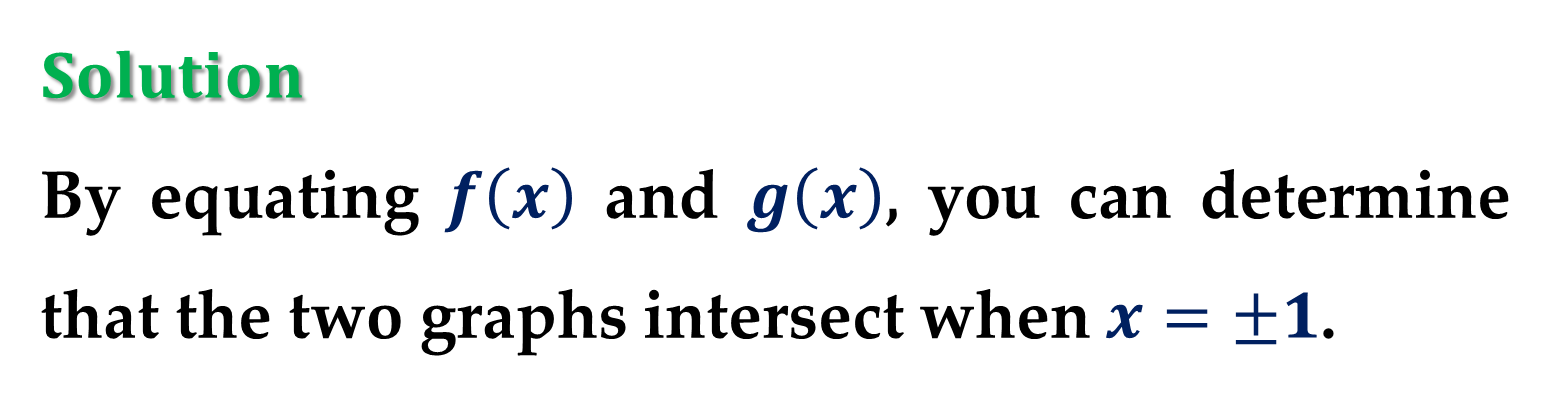 Solution
By equating f(x) and g(x), you can determine
that the two graphs intersect when x = ±1.